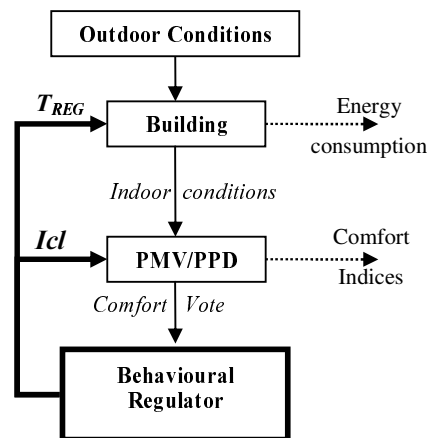 Outdoor Conditions
T_REG
Building
Energy
consumption
Indoor conditions
Icl
PMV/PPD
Comfort
Indices
Comfort Vote
Behavioural
Regulator